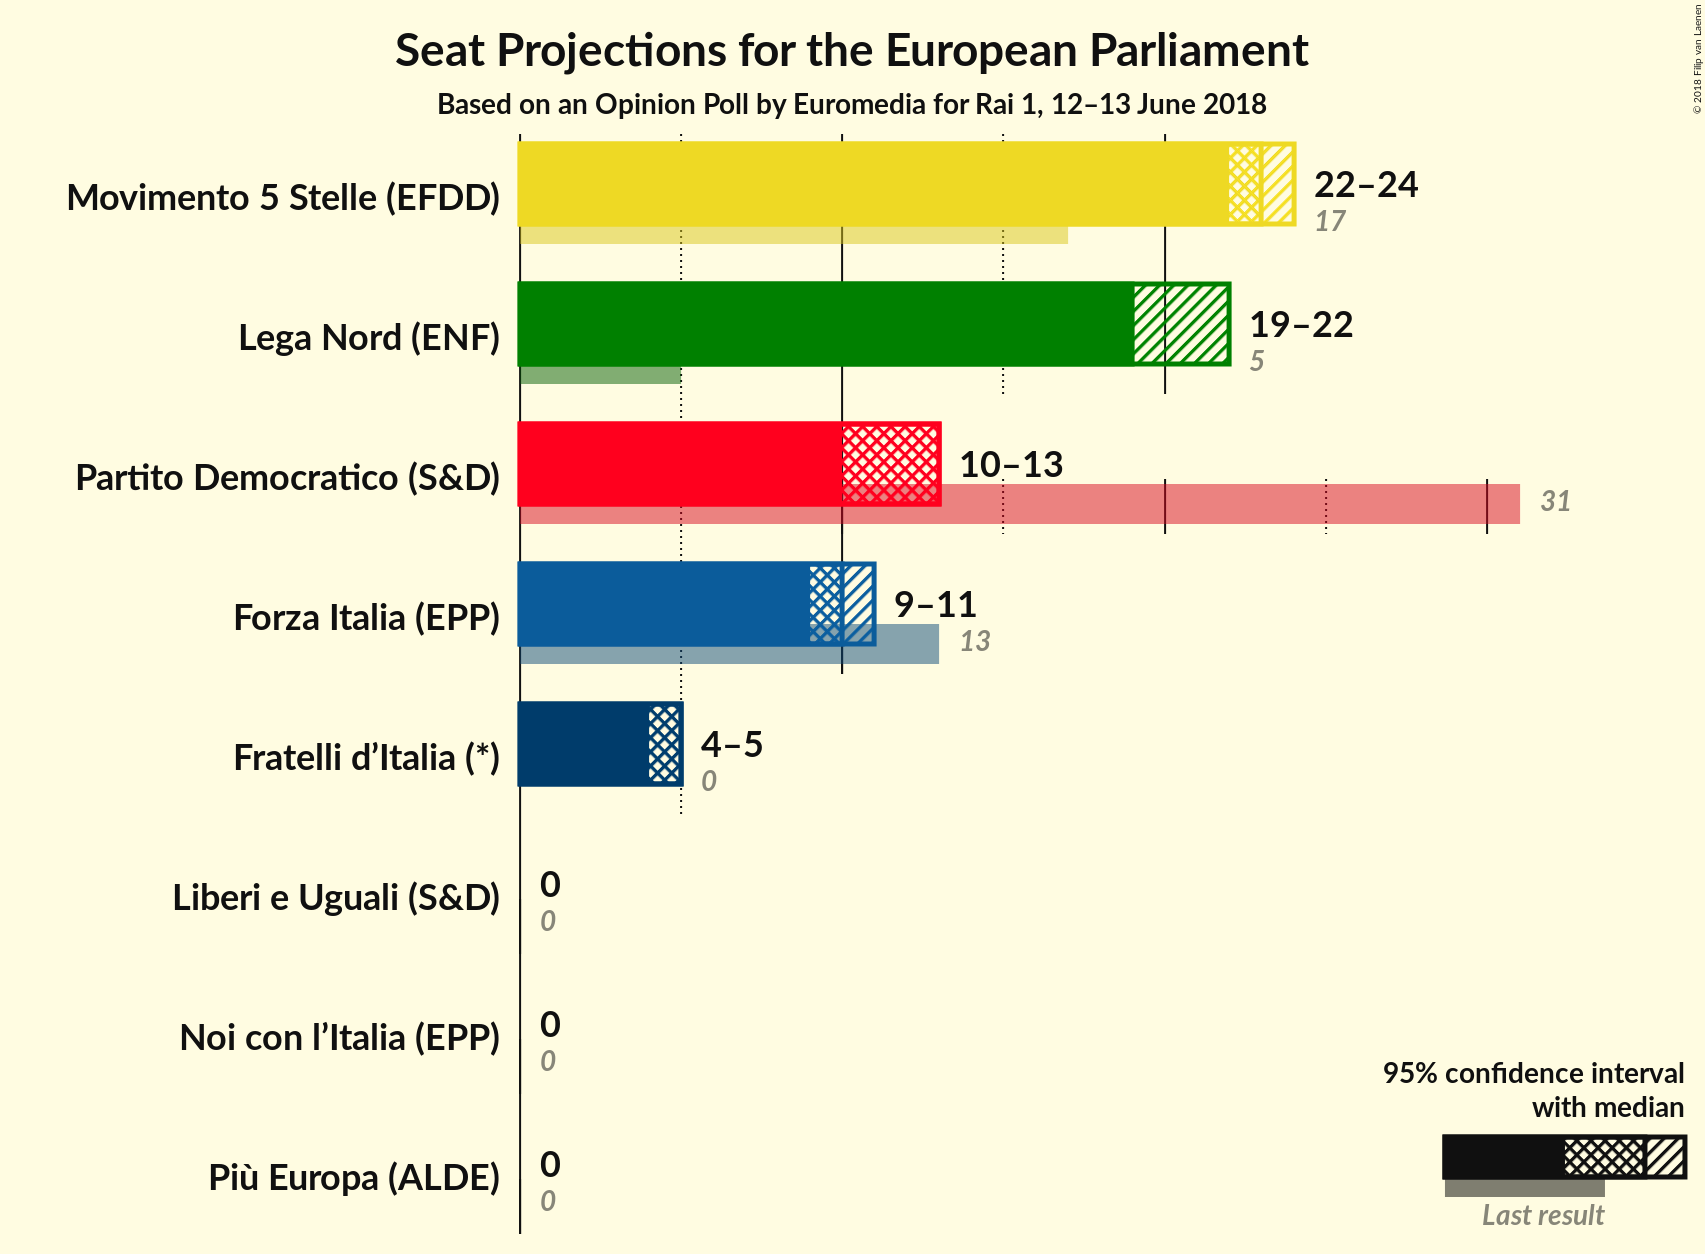 Seat Projections for the European Parliament
Based on an Opinion Poll by Euromedia for Rai 1, 12–13 June 2018
© 2018 Filip van Laenen
Movimento 5 Stelle (EFDD)
22–24
17
Lega Nord (ENF)
19–22
5
Partito Democratico (S&D)
10–13
31
Forza Italia (EPP)
9–11
13
Fratelli d’Italia (*)
4–5
0
Liberi e Uguali (S&D)
0
0
Noi con l’Italia (EPP)
0
0
Più Europa (ALDE)
0
0
95% confidence interval
with median
Last result